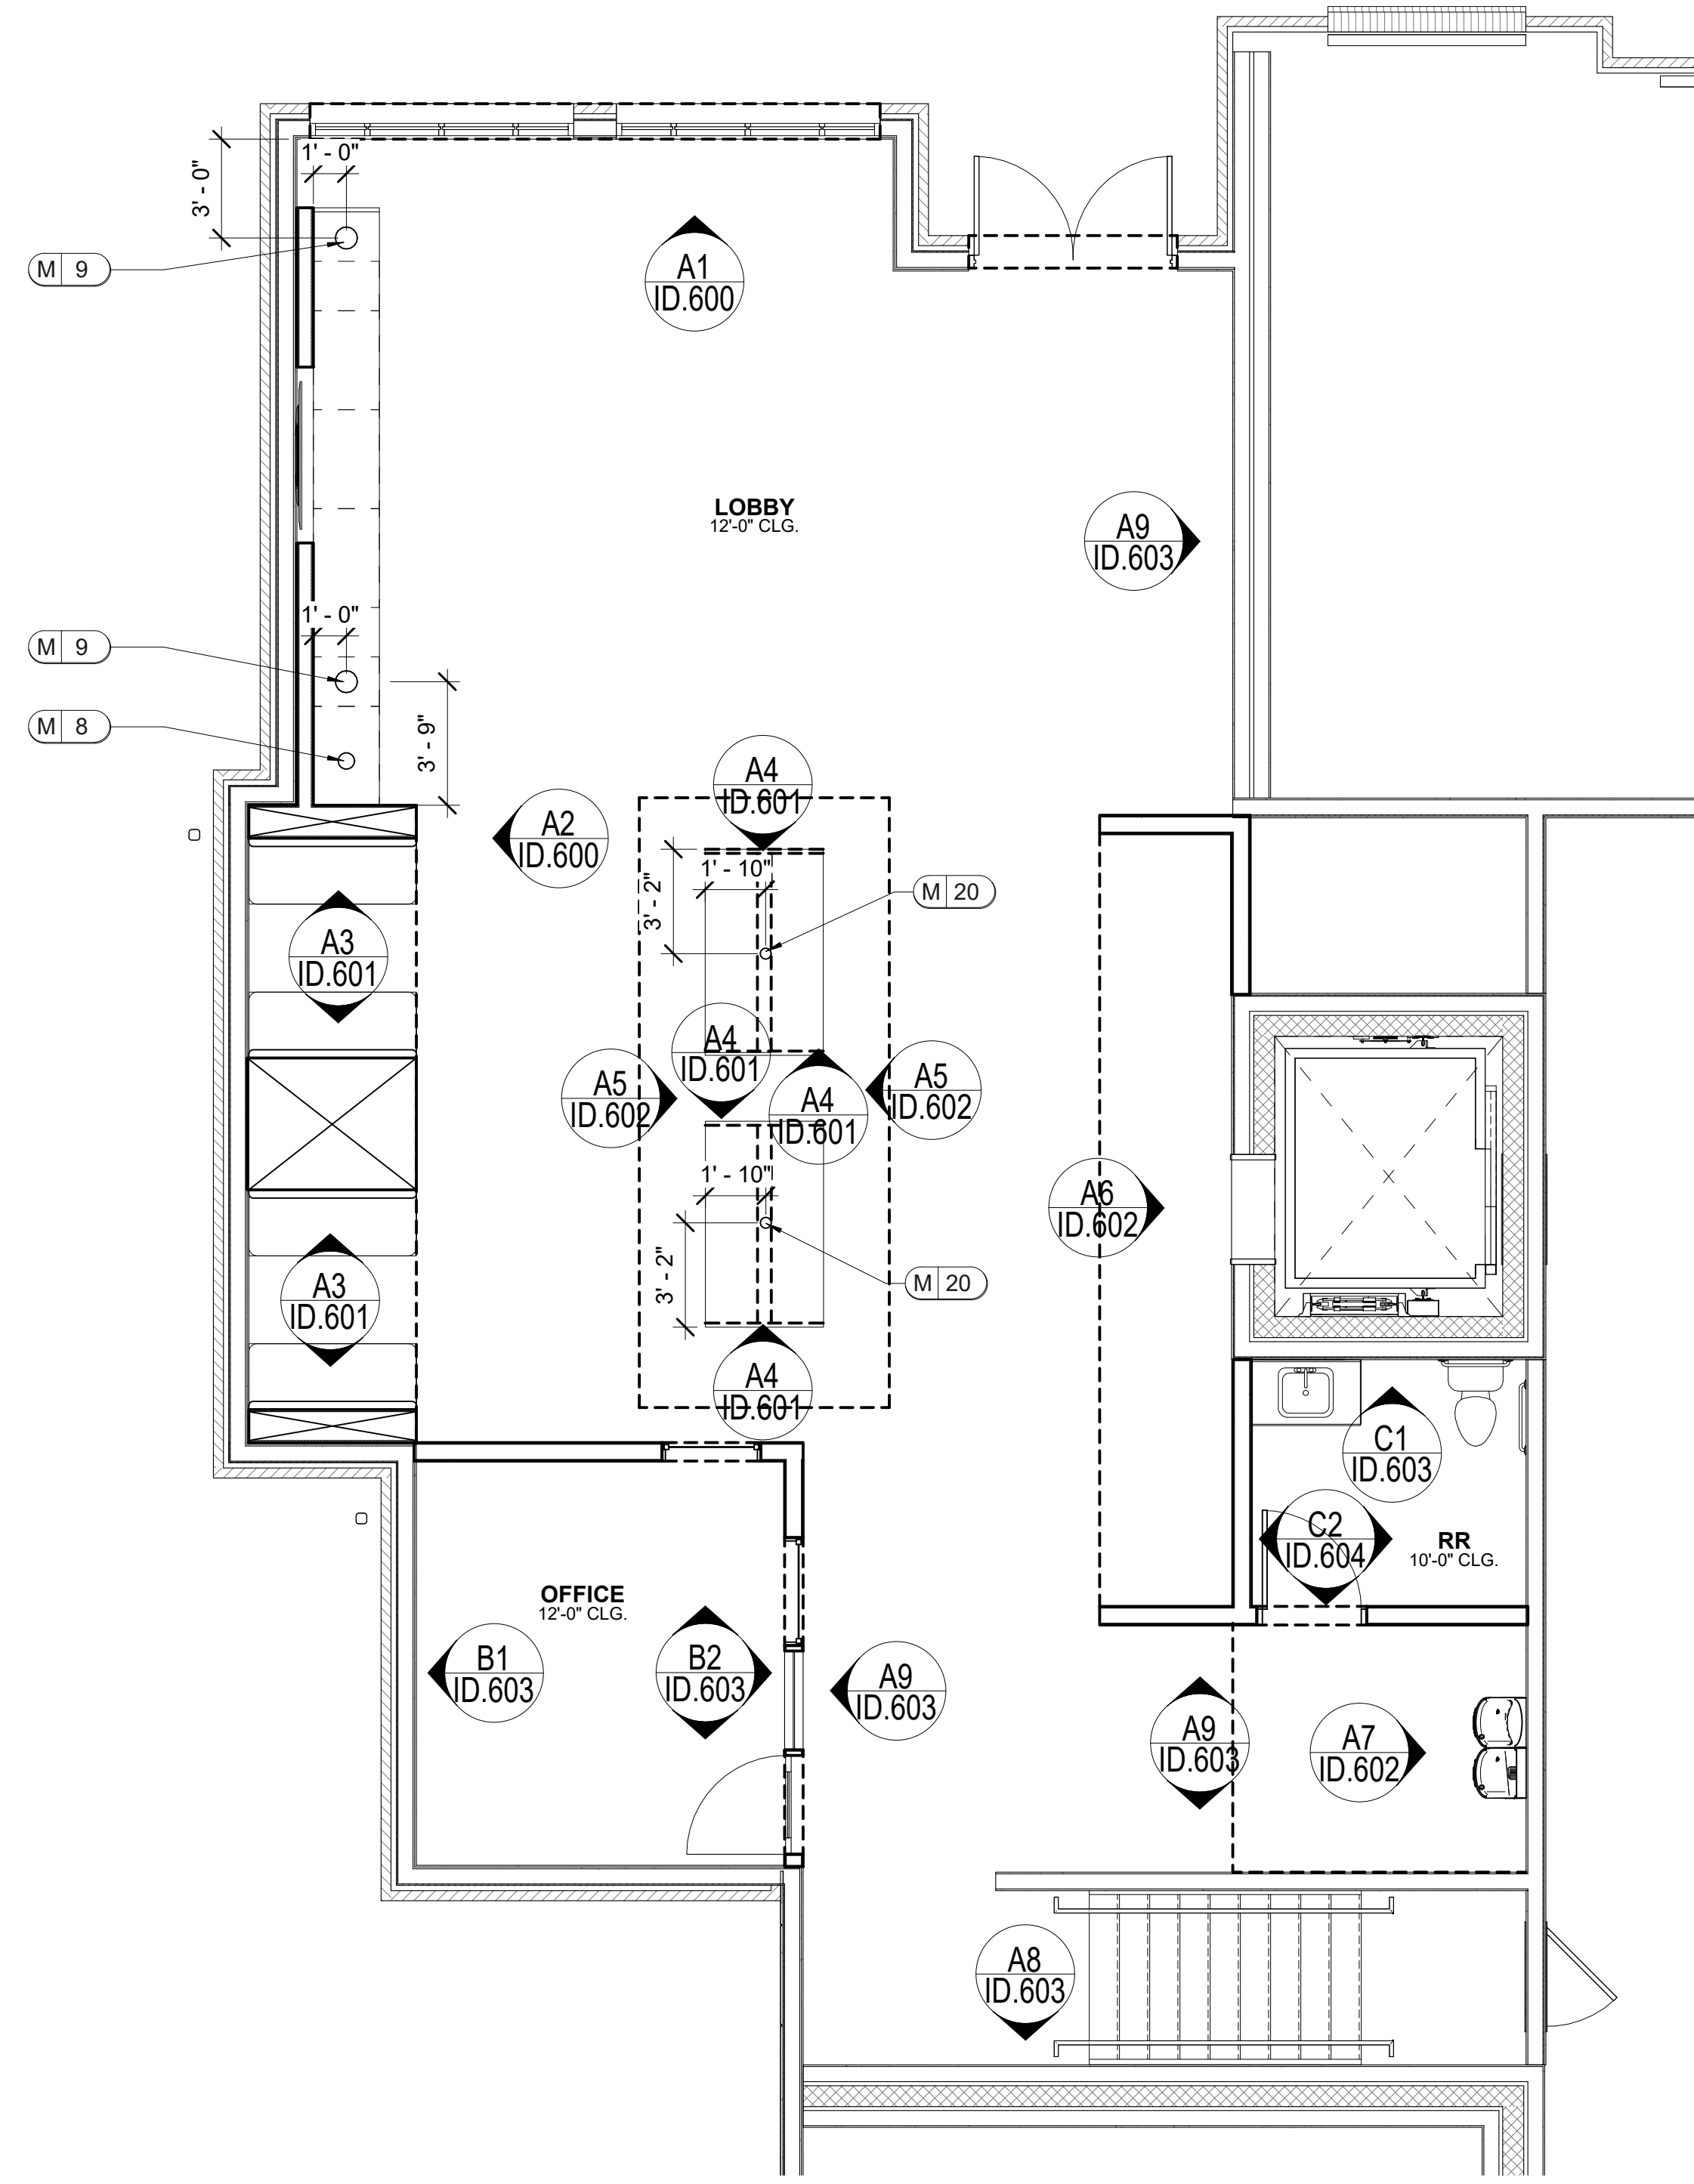 1' - 0"
3' - 0"
M 9
A1
ID.600
LOBBY
12'-0" CLG.
A9
ID.603
1' - 0"
M 9
M 8
3' - 9"
A4
ID.601
A2
ID.600
1' - 10"
3' - 2"
M 20
A3
ID.601
A4
ID.601
A5
ID.602
A4
ID.601
A5
ID.602
1' - 10"
A6
ID.602
3' - 2"
M 20
A3
ID.601
A4
ID.601
C1
ID.603
C2
ID.604
RR
10'-0" CLG.
OFFICE
12'-0" CLG.
B1
ID.603
B2
ID.603
A9
ID.603
A9
ID.603
A7
ID.602
A8
ID.603